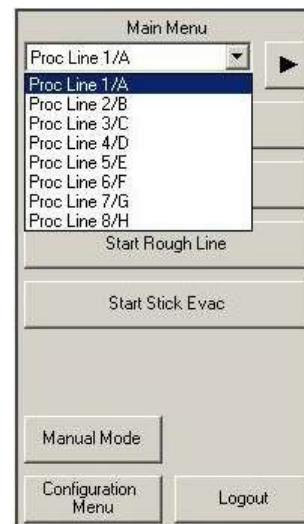 Main Menu
Proc Line 1/A
Proc Line 1/A
Proc Line 2/B
Proc Line 3/C
Proc Line 4/D
Proc Line 5/E
Proc Line 6/F
Proc Line 7/G
Proc Line 8/H
Start Rough Line
Start Stick Evac
Manual Mode
Configuration
Menu
Logout